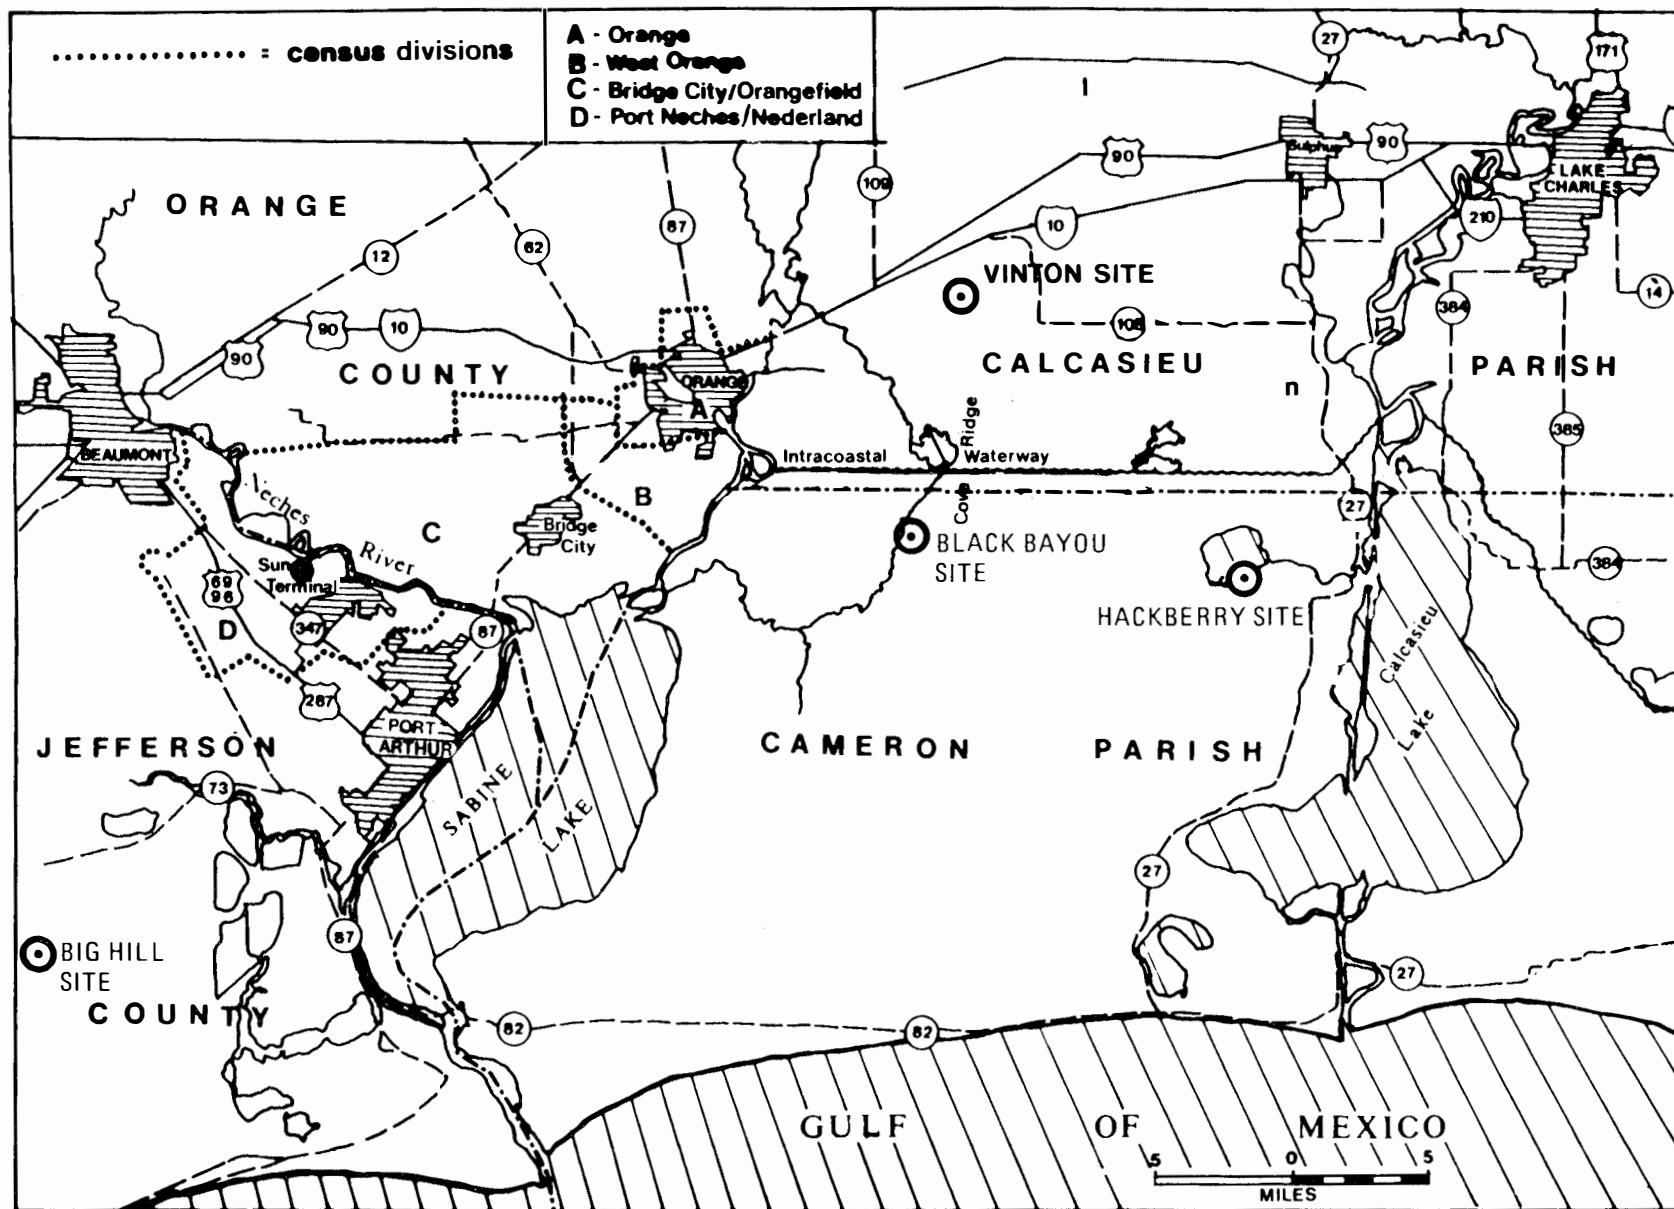 = census divisions
A - Orange
B - West Orange
C - Bridge City/Orangefield
D - Port Neches/Nederland
27
171
l
90
Sulphur
90
109
LAKE
CHARLES
ORANGE
87
62
12
10
210
VINTON SITE
384
14
108
90
10
90
COUNTY
CALCASIEU
PARISH
n
ORANGE
A
385
BEAUMONT
Intracoastal
Waterway
Ridge
Cove
B
27
Neches
River
C
Bridge
City
BLACK BAYOU
SITE
384
Sun
Terminal
69
96
HACKBERRY SITE
D
347
87
Calcasieu
Lake
287
PORT
ARTHUR
JEFFERSON
CAMERON
PARISH
73
SABINE
LAKE
27
87
BIG HILL
SITE
27
COUNTY
82
82
GULF OF MEXICO
5 0 5
MILES